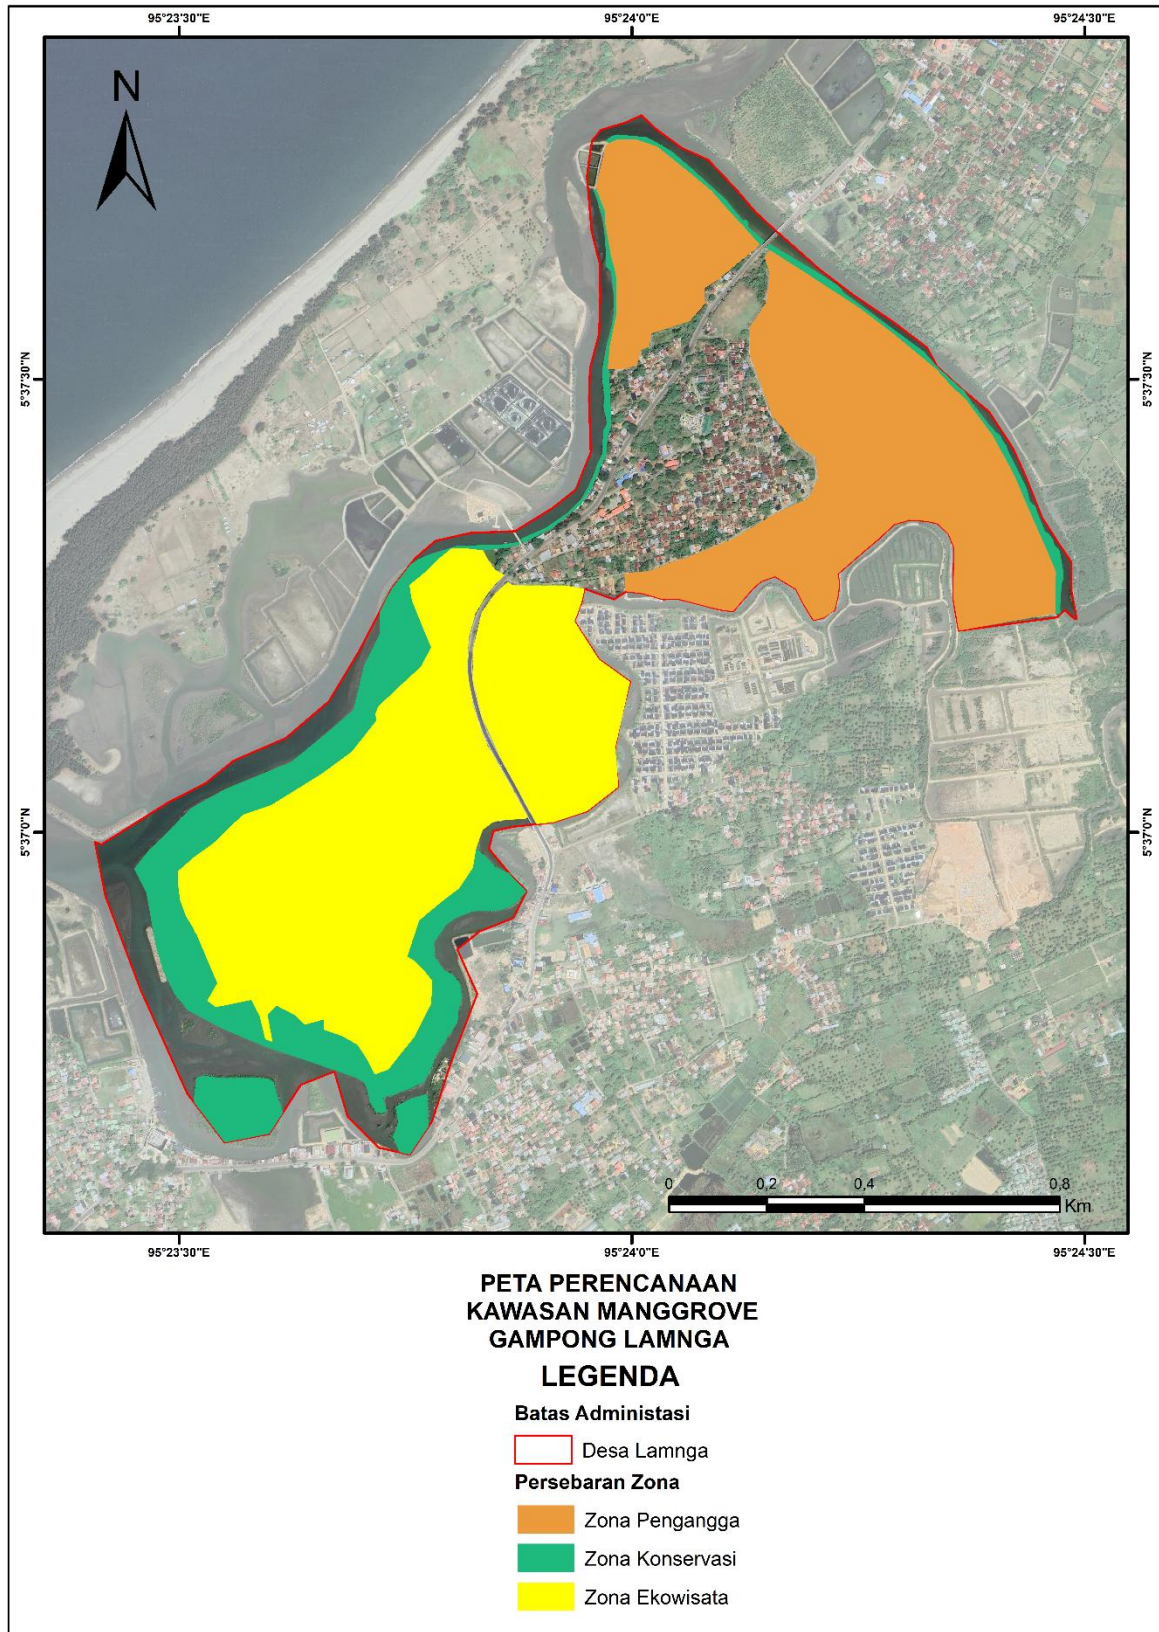 95°23'30"E 95°24'0"E 95°24'30"E
N
5°37'30"N 5°37'30"N
5°37'0"N 5°37'0"N
0 0,2 0,4 0,8
Km
95°23'30"E 95°24'0"E 95°24'30"E
PETA PERENCANAAN
KAWASAN MANGGROVE
GAMPONG LAMNGA
LEGENDA
Batas Administasi
Desa Lamnga
Persebaran Zona
Zona Pengangga
Zona Konservasi
Zona Ekowisata